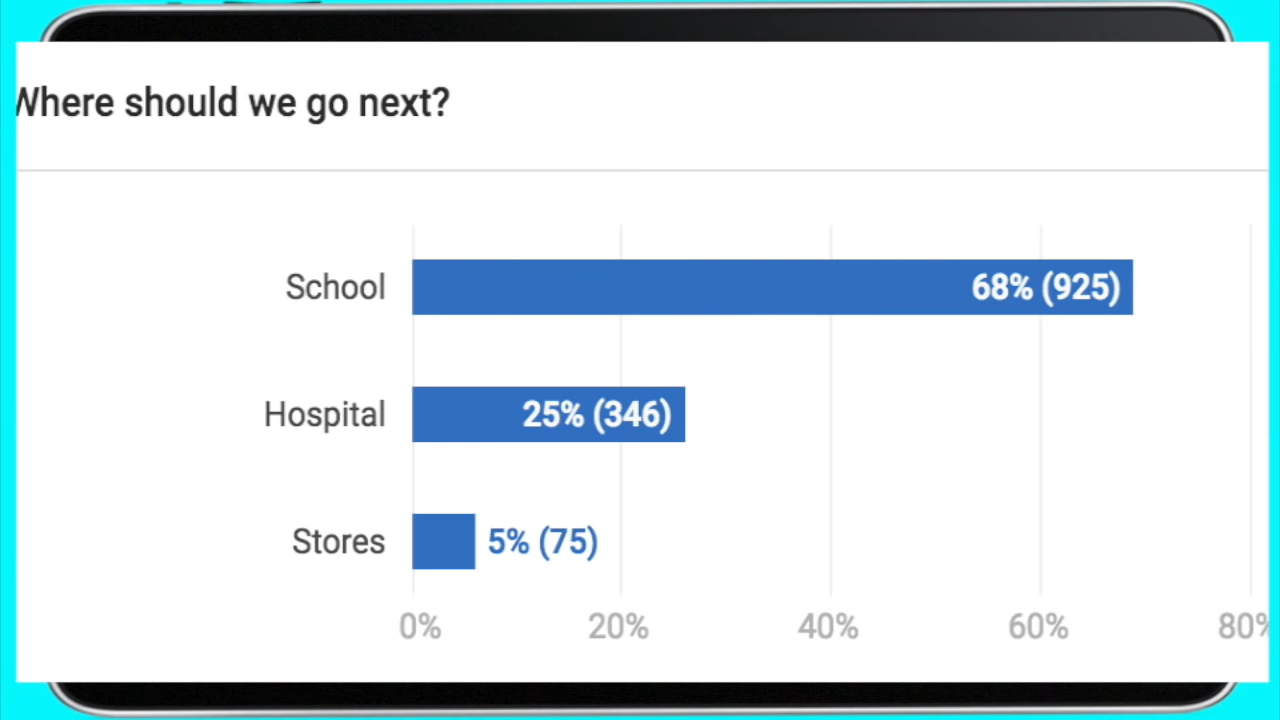 Where should we go next?
School 68% (925)
Hospital 25% (346)
Stores 5% (75)
0% 20% 40% 60% 80%